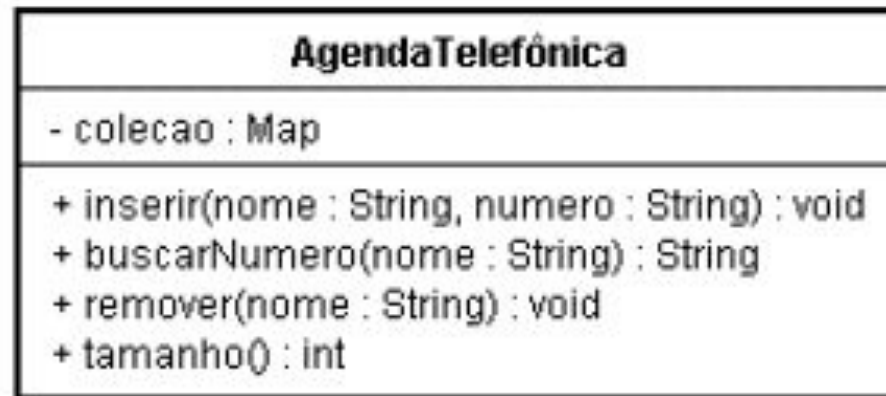 AgendaTelefônica
- colecao : Map
+ inserir(nome : String, numero : String) : void
+ buscarNumero(nome : String) : String
+ remover(nome : String) : void
+ tamanho() : int